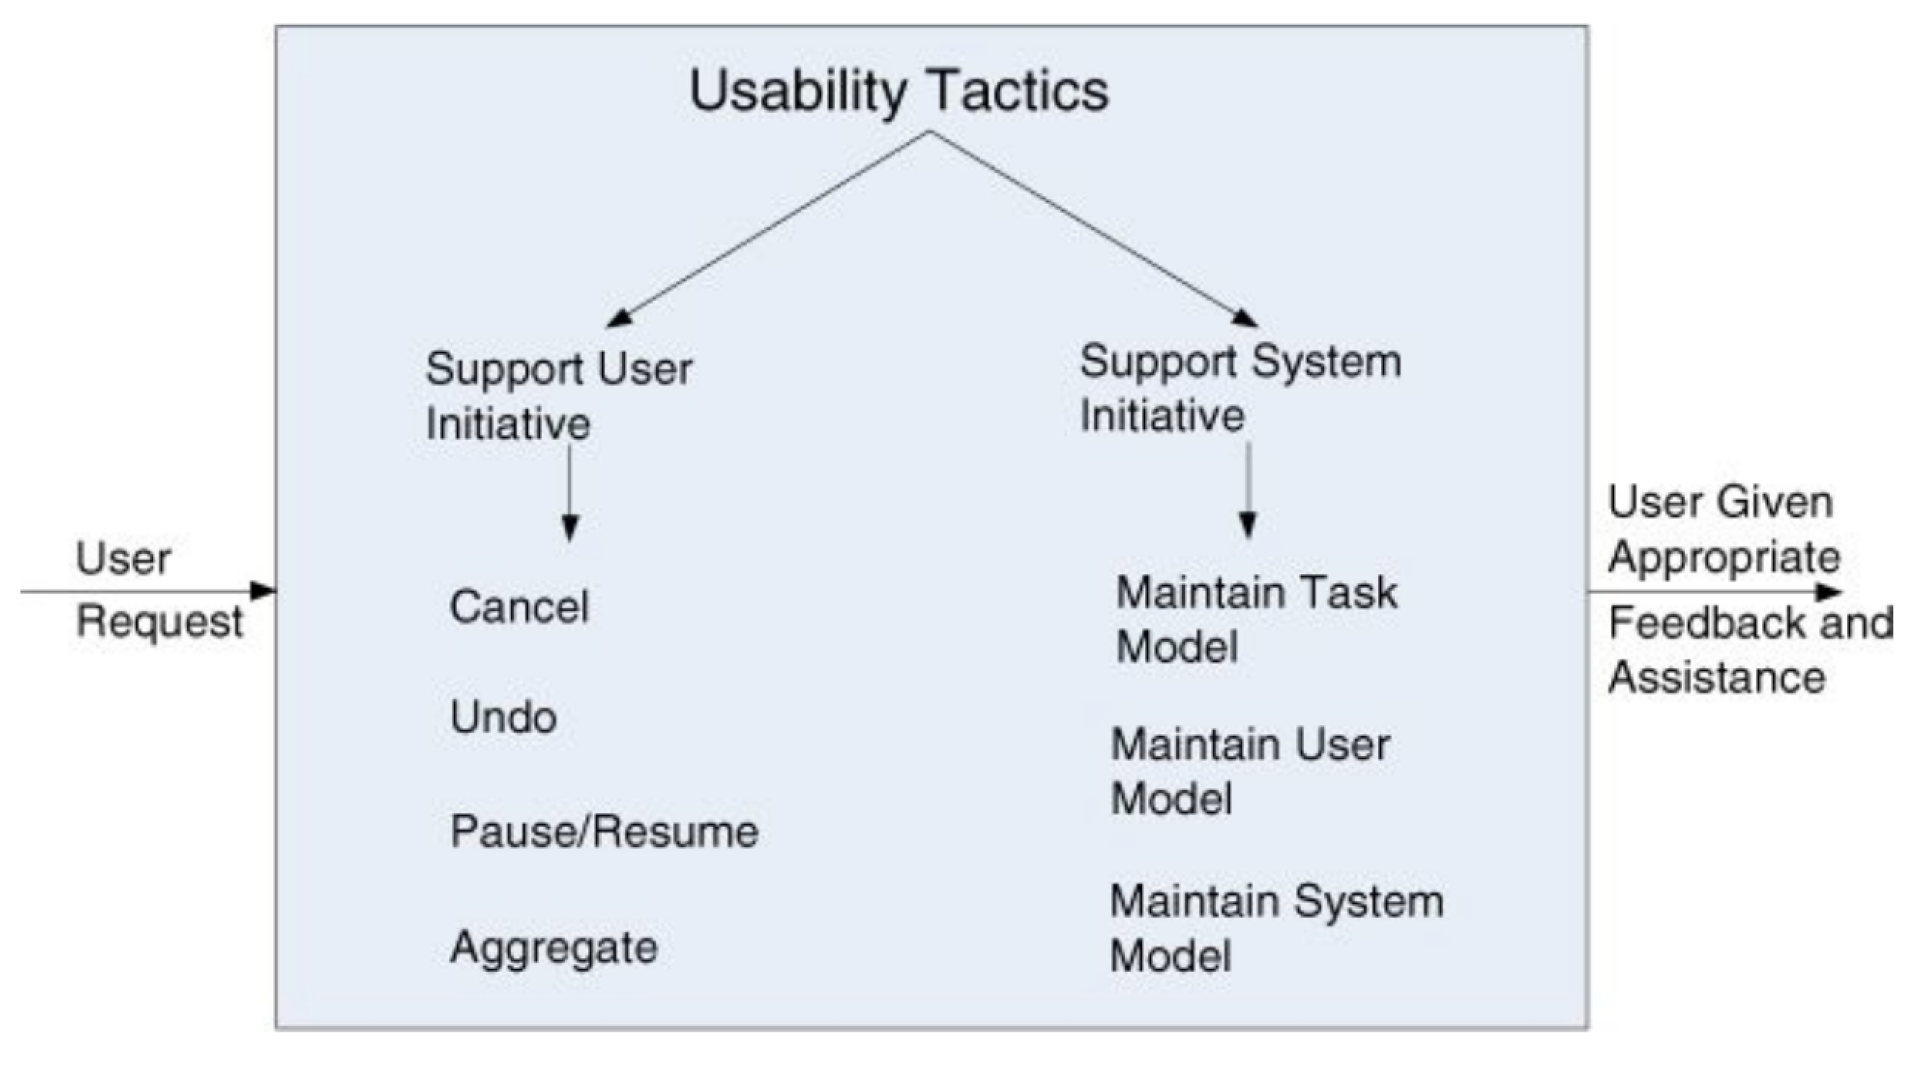 Usability Tactics
Support User
Initiative
Support System
Initiative
User
Request
Cancel
Undo
Pause/Resume
Aggregate
Maintain Task
Model
Maintain User
Model
Maintain System
Model
User Given
Appropriate
Feedback and
Assistance